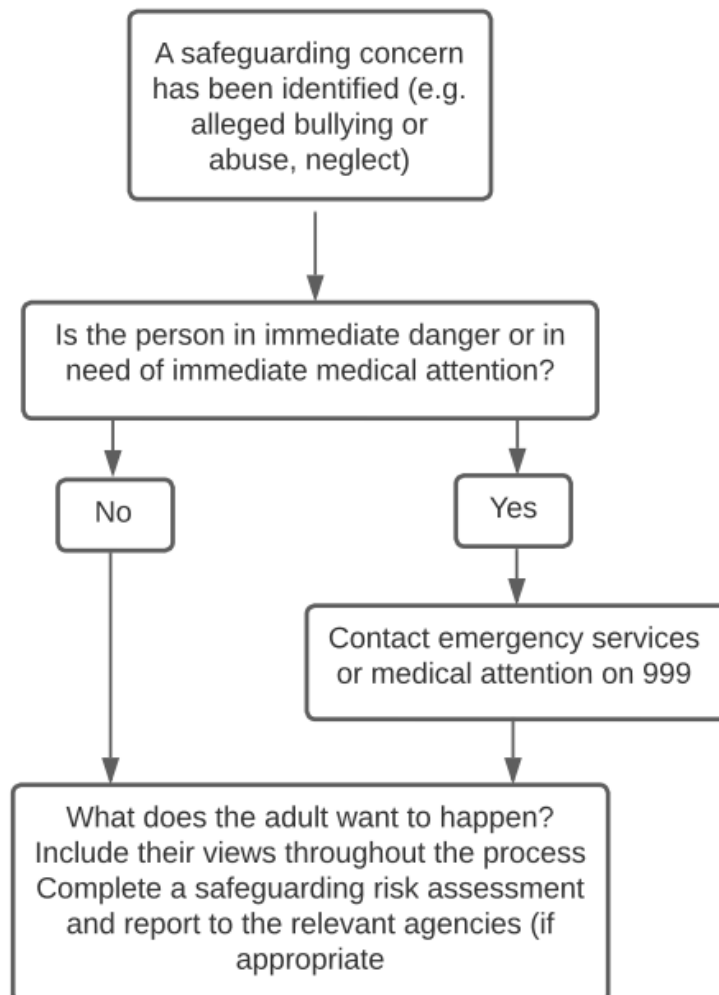 A safeguarding concern
has been identified (e.g.
alleged bullying or
abuse, neglect)
Is the person in immediate danger or in
need of immediate medical attention?
No
Yes
Contact emergency services
or medical attention on 999
What does the adult want to happen?
Include their views throughout the process
Complete a safeguarding risk assessment
and report to the relevant agencies (if
appropriate